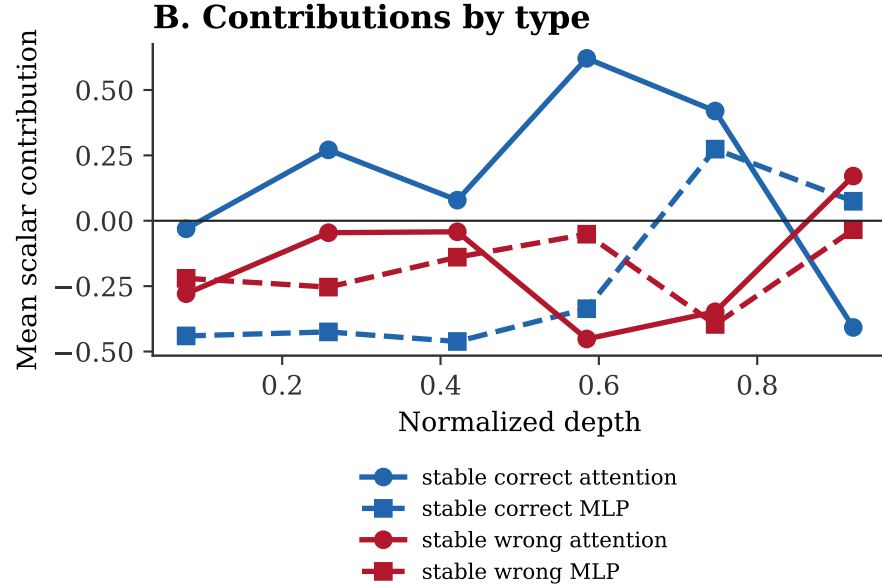 B. Contributions by type
Mean scalar contribution
0.50
0.25
0.00
−0.25
−0.50
0.2 0.4 0.6 0.8
Normalized depth
stable correct attention
stable correct MLP
stable wrong attention
stable wrong MLP